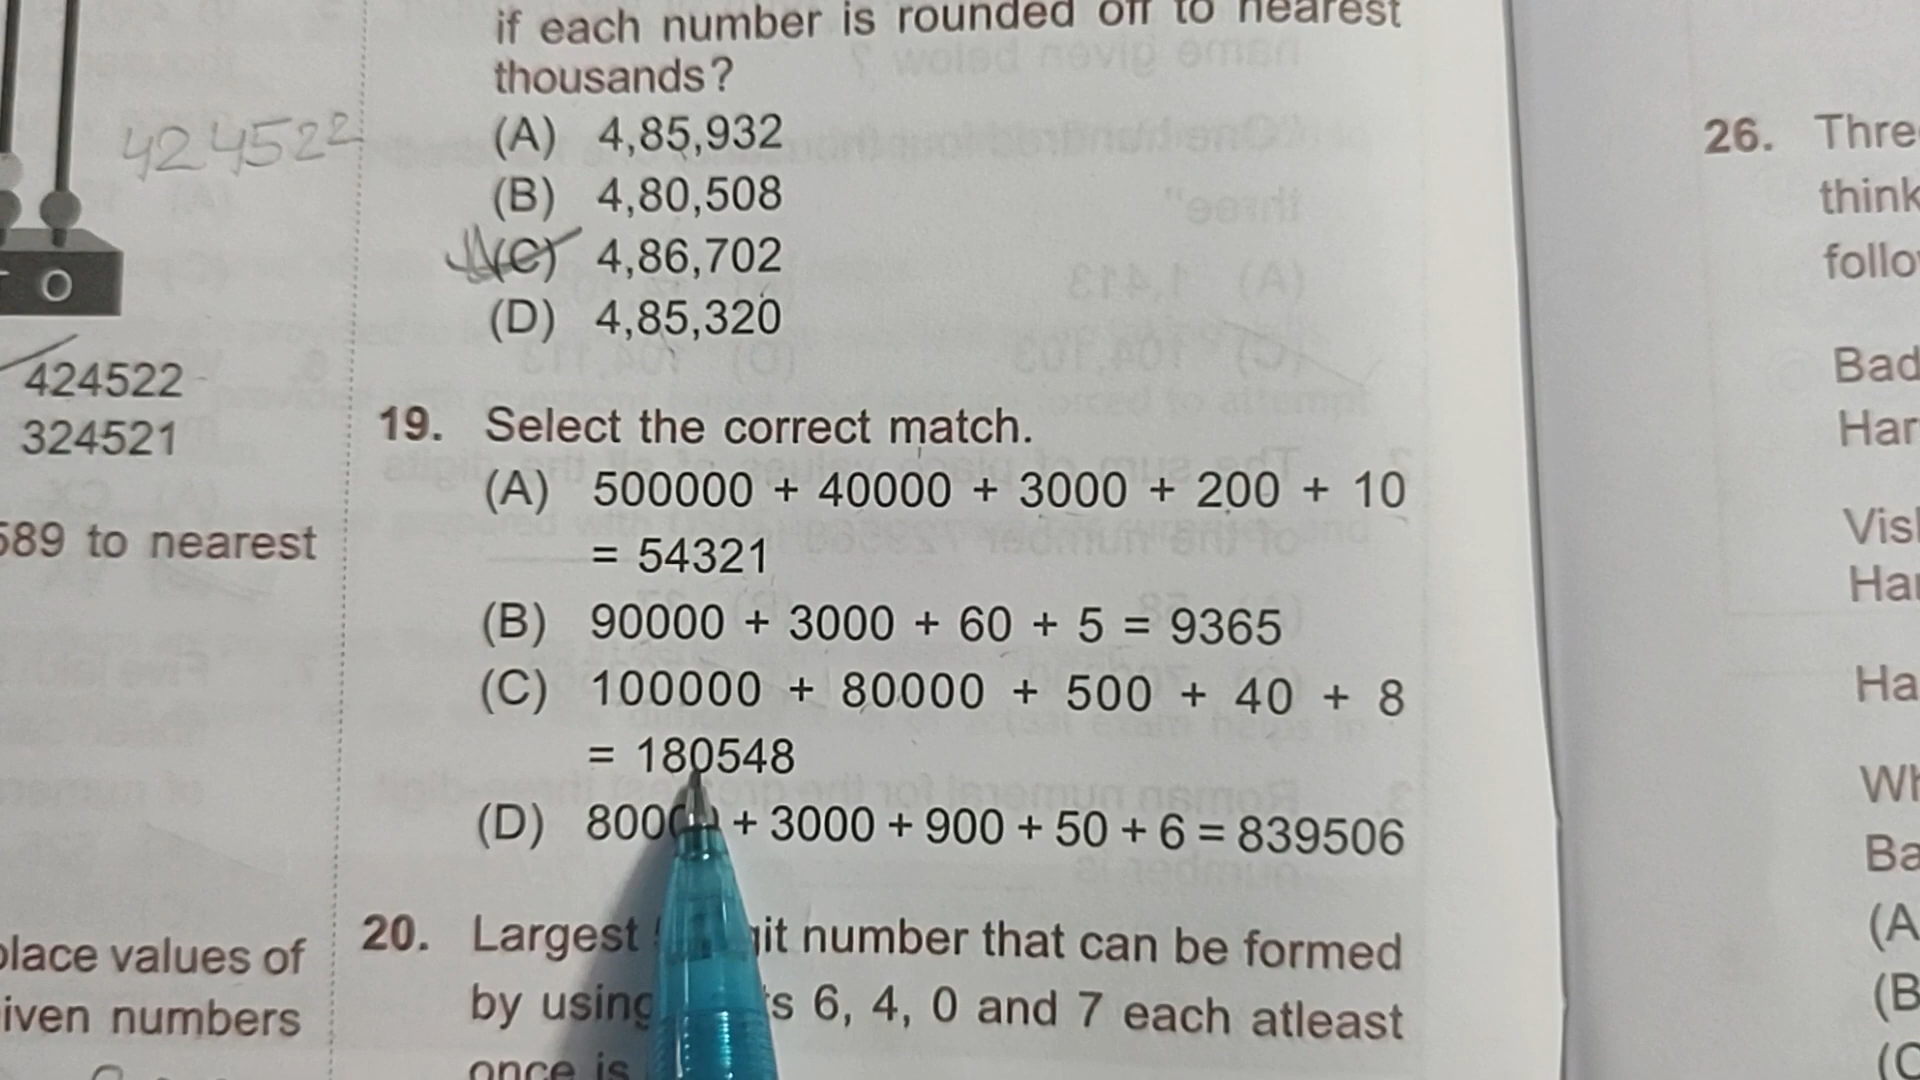 424522
O
424522
324521
589 to nearest
place values of
given numbers
if each number is rounded off to nearest
thousands?
(A) 4,85,932
(B) 4,80,508
(C) 4,86,702
(D) 4,85,320
19. Select the correct match.
(A) 500000 + 40000 + 3000 + 200 + 10
= 54321
(B) 90000 + 3000 + 60 + 5 = 9365
(C) 100000 + 80000 + 500 + 40 + 8
= 180548
(D) + 3000 + 900 + 50 + 6 = 839506
20. Largest number that can be formed
by using 6, 4, 0 and 7 each atleast
once is
26. Thre
think
follo
Bad
Har
Vis
Ha
Ha
Wh
Ba
(A
(B
(C